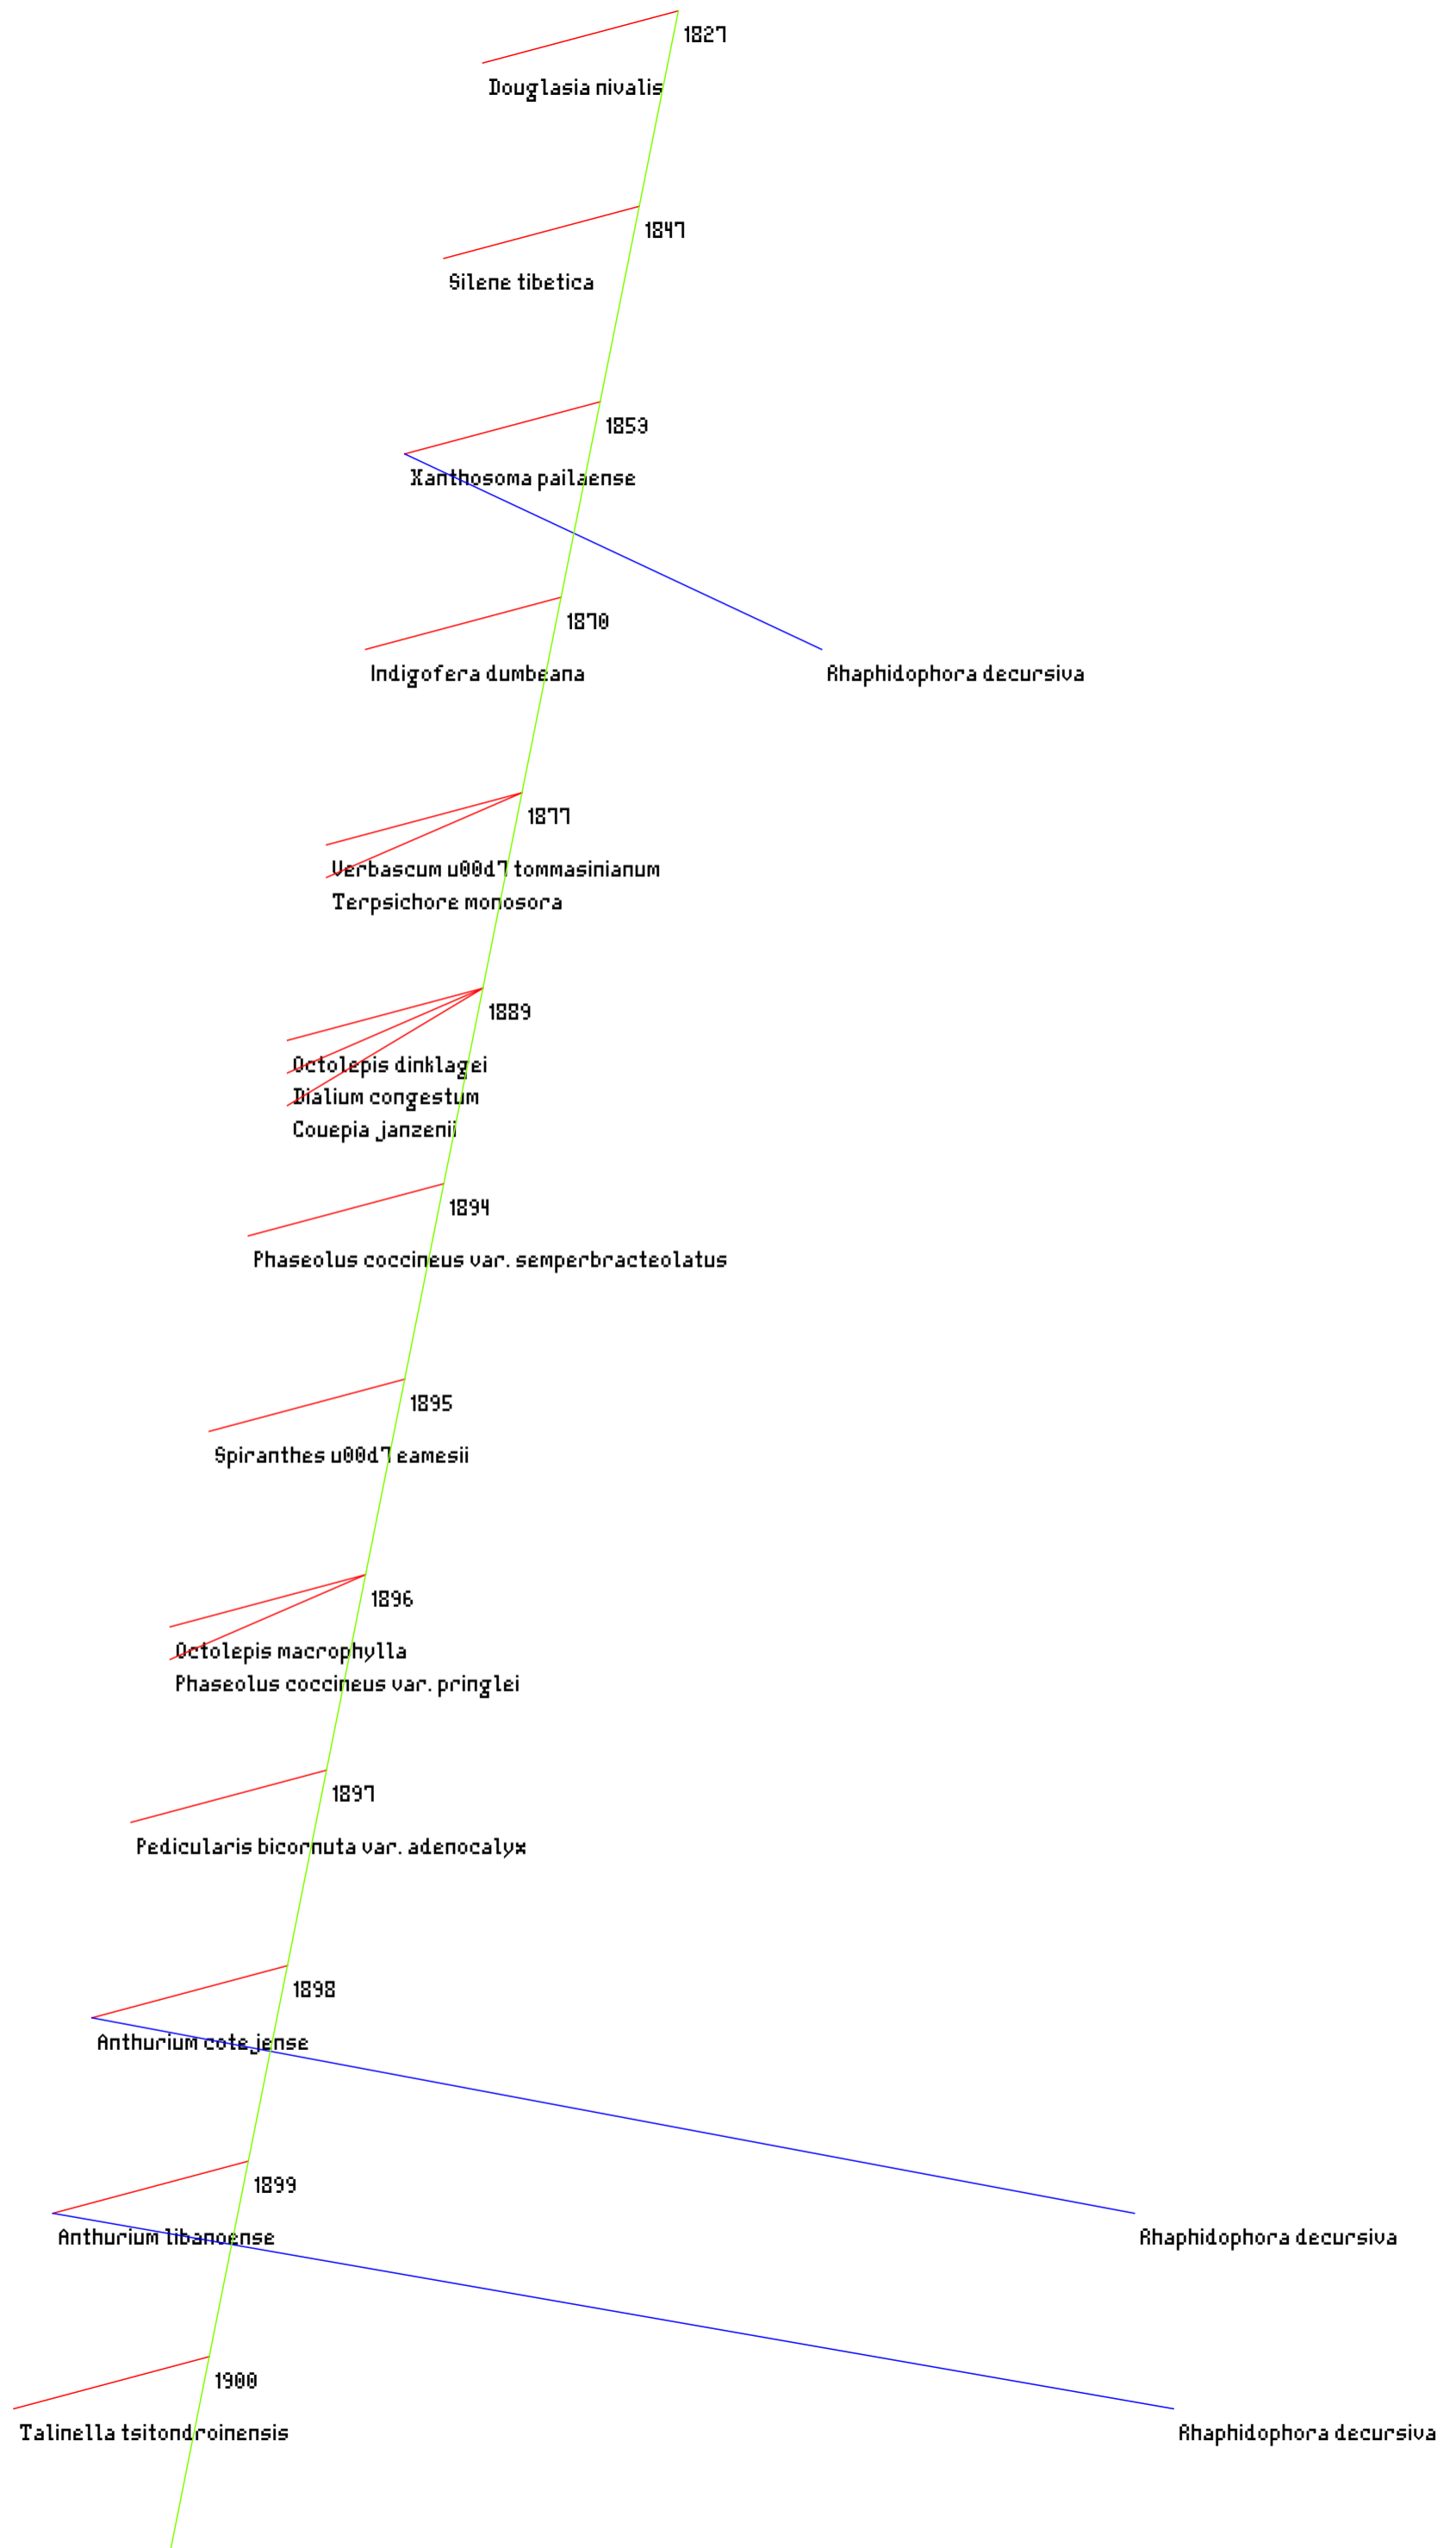 1827
Douglasia nivalis
1847
Silene tibetica
1859
Xanthosoma pailaense
1870
Indigofera dumbeana
Rhaphidophora decursiva
1877
Verbascum u00d7 tommasinianum
Terpsichore monosora
1889
Octolepis dinklagei
Dialium congestum
Couepia janzenii
1894
Phaseolus coccineus var. semperbracteolatus
1895
Spiranthes u00d7 eamesii
1896
Octolepis macrophylla
Phaseolus coccineus var. pringlei
1897
Pedicularis bicornuta var. adenocalyx
1898
Anthurium cotejense
1899
Anthurium libanoense
Rhaphidophora decursiva
1900
Talinella tsitondroinensis
Rhaphidophora decursiva